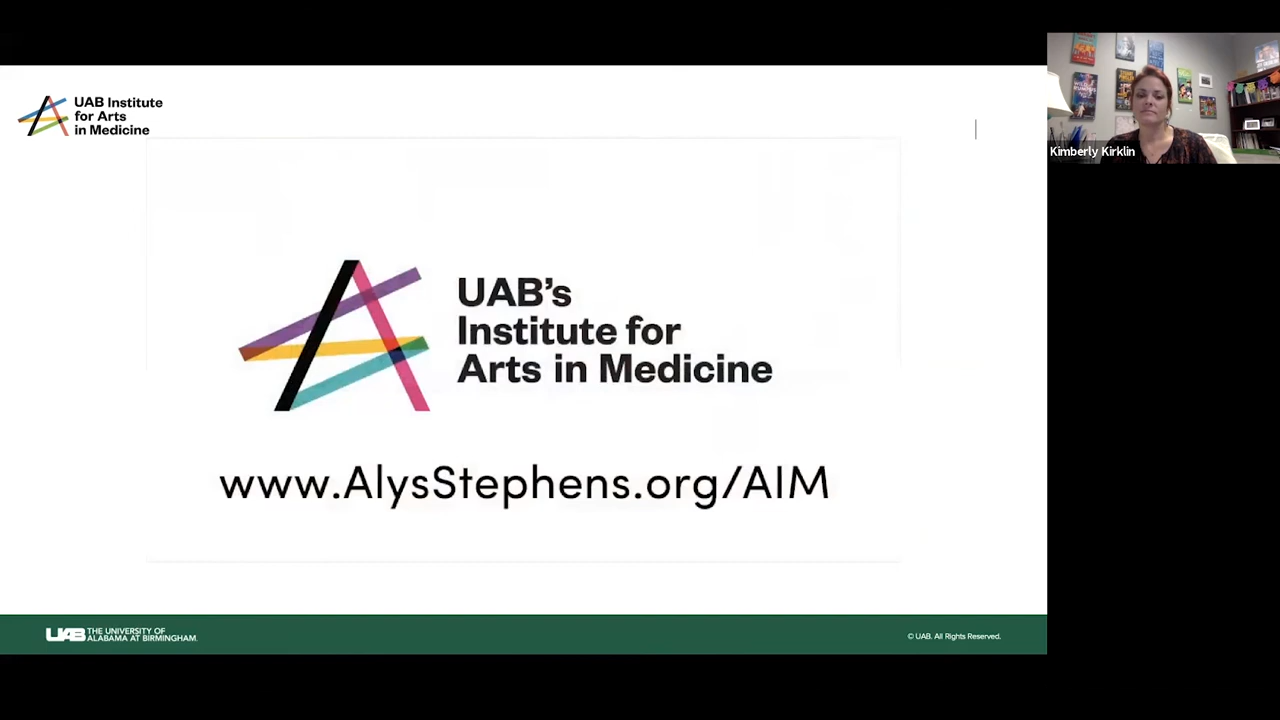 UAB Institute
for Arts
in Medicine
Kimberly Kirklin
UAB's
Institute for
Arts in Medicine
www.AlysStephens.org/AIM
UAB THE UNIVERSITY OF
ALABAMA AT BIRMINGHAM.
© UAB. All Rights Reserved.